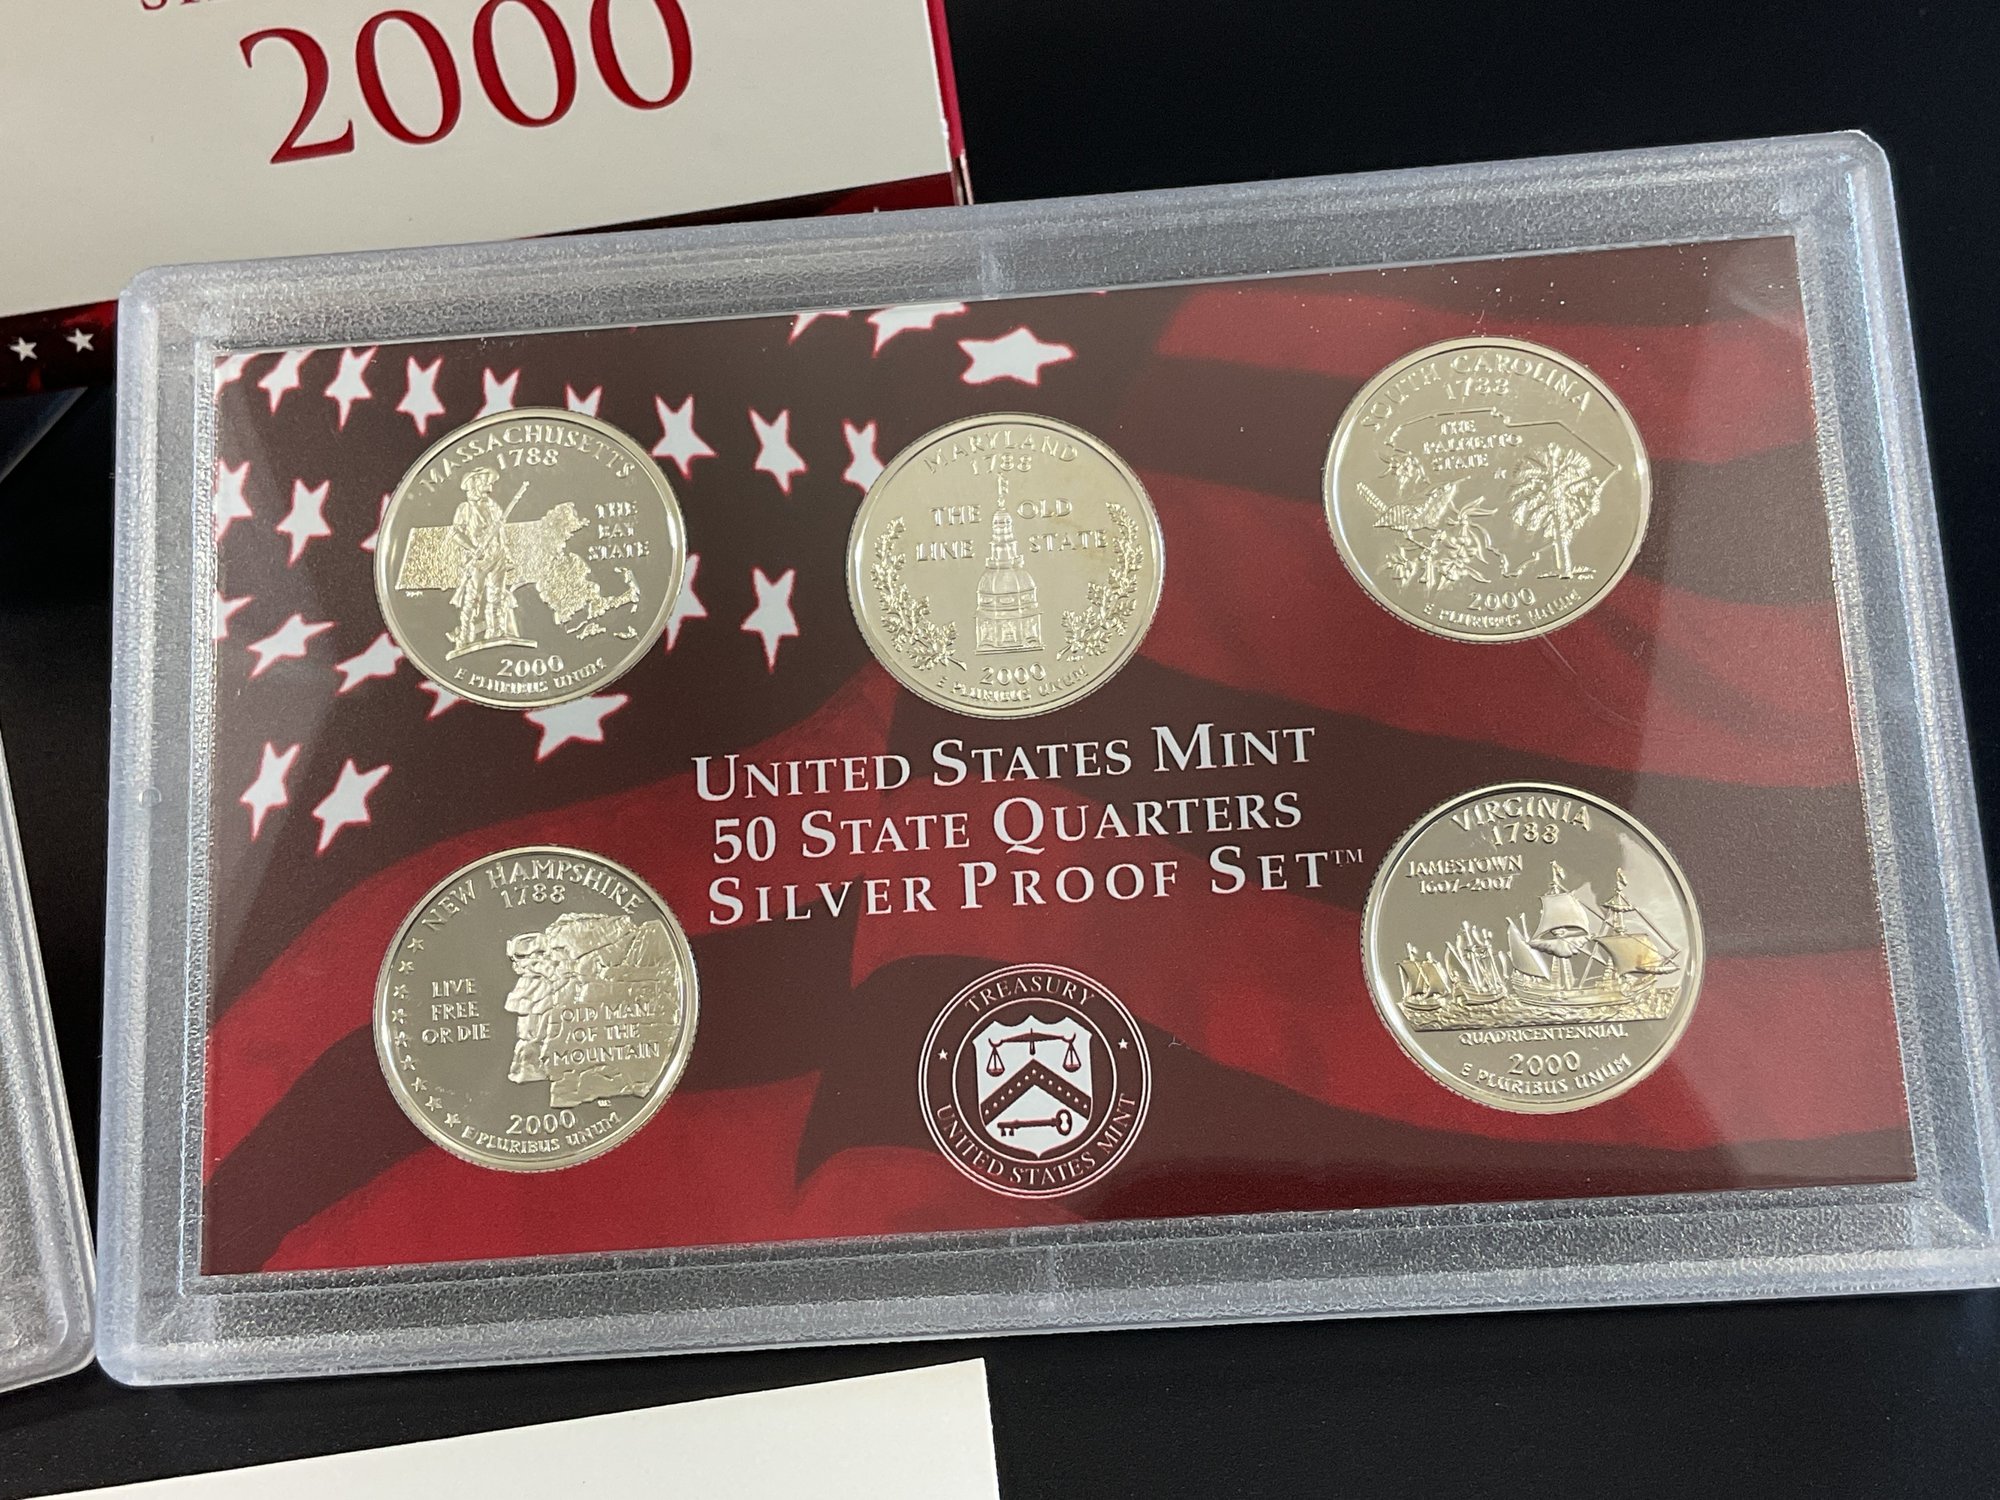 2000
MASSACHUSETTS
1788
THE
BAY
STATE
2000
E PLURIBUS UNUM
MARYLAND
1788
THE OLD
LINE STATE
2000
E PLURIBUS UNUM
SOUTH CAROLINA
1788
THE
PALMETTO
STATE
2000
E PLURIBUS UNUM
UNITED STATES MINT
50 STATE QUARTERS
SILVER PROOF SET™
NEW HAMPSHIRE
1788
LIVE
FREE
OR DIE
OLD MAN
OF THE
MOUNTAIN
2000
E PLURIBUS UNUM
TREASURY
UNITED STATES MINT
VIRGINIA
1788
JAMESTOWN
1607-2007
QUADRICENTENNIAL
2000
E PLURIBUS UNUM